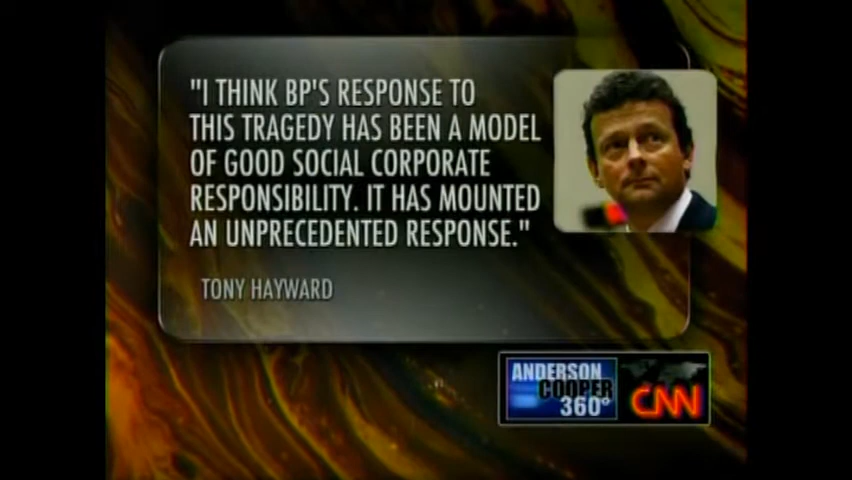 "I THINK BP'S RESPONSE TO
THIS TRAGEDY HAS BEEN A MODEL
OF GOOD SOCIAL CORPORATE
RESPONSIBILITY. IT HAS MOUNTED
AN UNPRECEDENTED RESPONSE."
TONY HAYWARD
ANDERSON
COOPER
360°
CNN